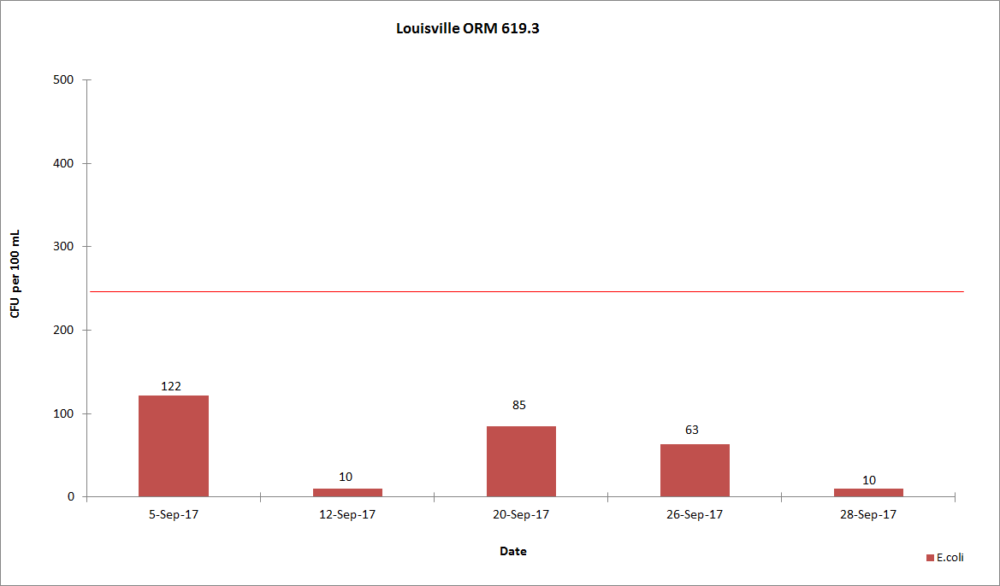 Louisville ORM 619.3
500
400
300
200
100
0
CFU per 100 mL
122
10
85
63
10
5-Sep-17
12-Sep-17
20-Sep-17
26-Sep-17
28-Sep-17
Date
E.coli